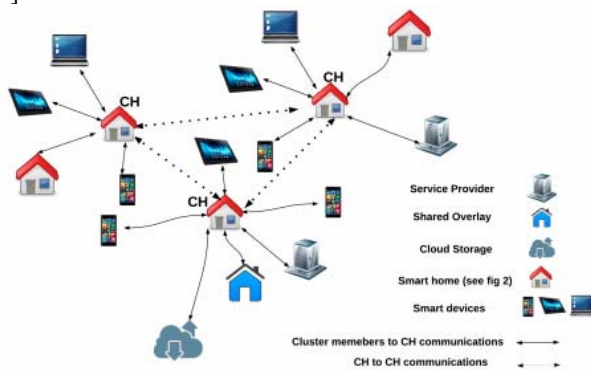 ]
CH
CH
CH
Service Provider
Shared Overlay
Cloud Storage
Smart home (see fig 2)
Smart devices
Cluster memebers to CH communications
CH to CH communications